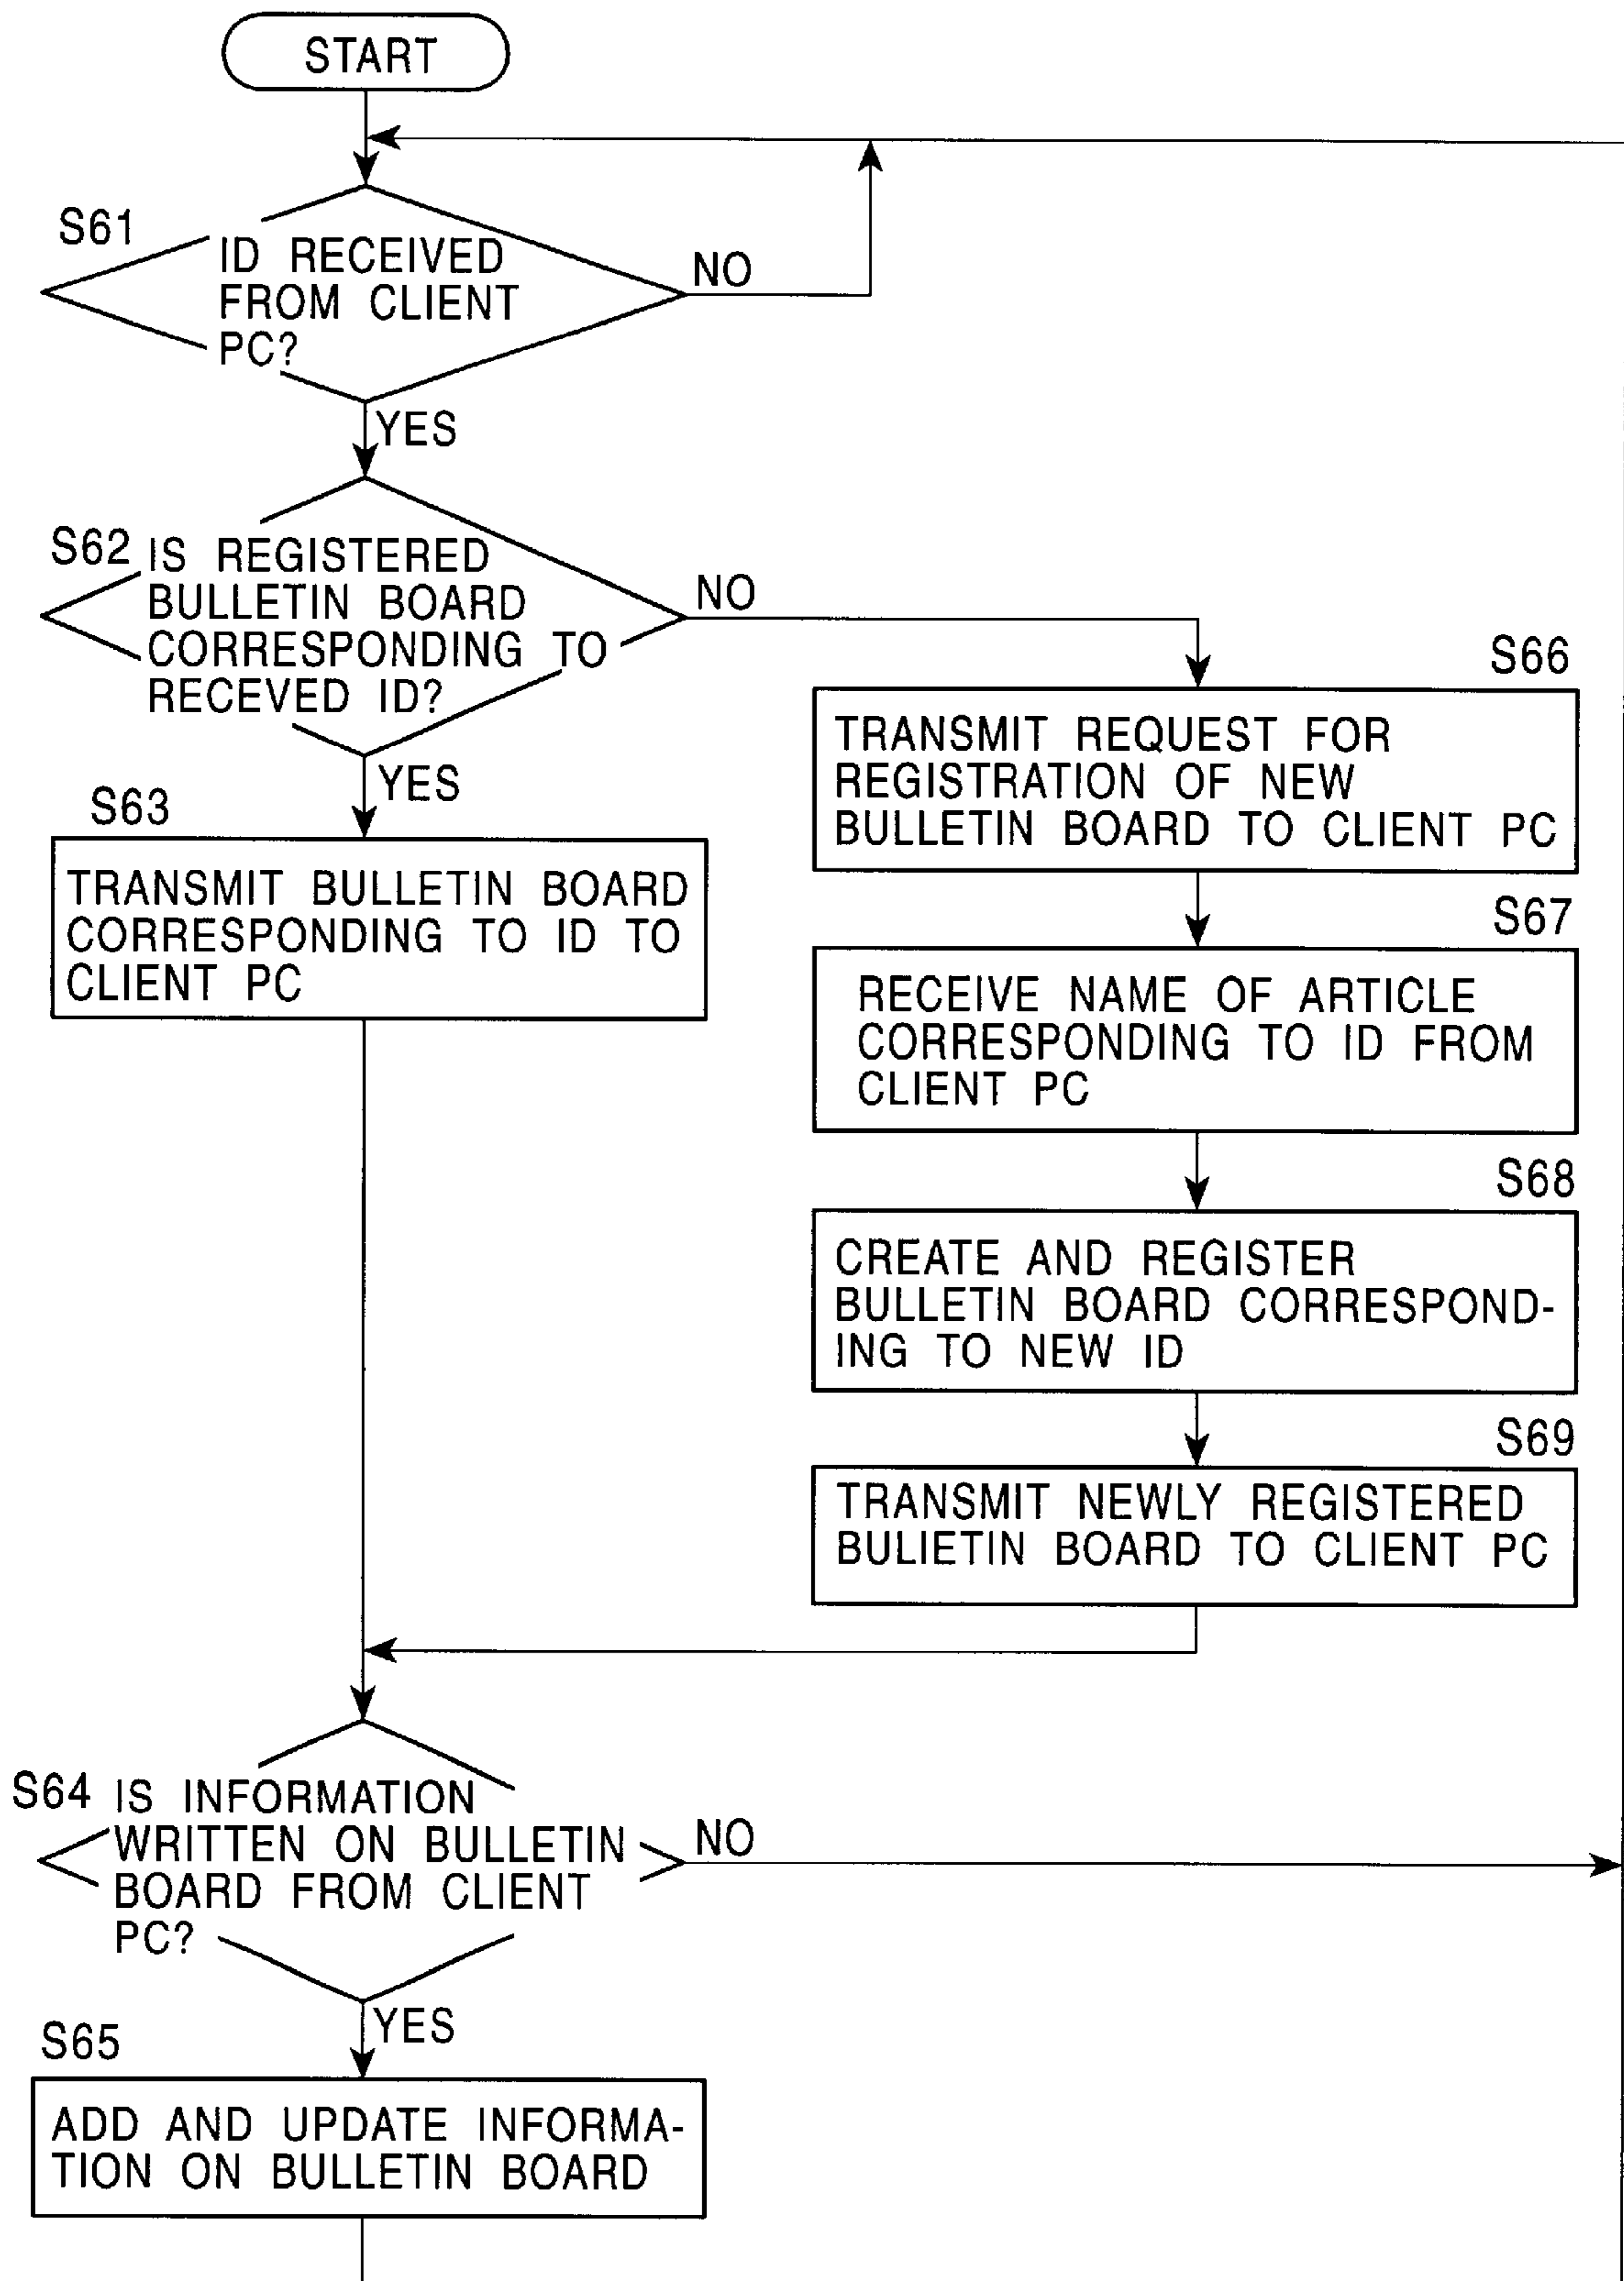 START
S61
ID RECEIVED
FROM CLIENT
PC?
NO
YES
S62
IS REGISTERED
BULLETIN BOARD
CORRESPONDING TO
RECEVED ID?
NO
YES
S63
TRANSMIT BULLETIN BOARD
CORRESPONDING TO ID TO
CLIENT PC
S66
TRANSMIT REQUEST FOR
REGISTRATION OF NEW
BULLETIN BOARD TO CLIENT PC
S67
RECEIVE NAME OF ARTICLE
CORRESPONDING TO ID FROM
CLIENT PC
S68
CREATE AND REGISTER
BULLETIN BOARD CORRESPOND-
ING TO NEW ID
S69
TRANSMIT NEWLY REGISTERED
BULIETIN BOARD TO CLIENT PC
S64
IS INFORMATION
WRITTEN ON BULLETIN
BOARD FROM CLIENT
PC?
NO
YES
S65
ADD AND UPDATE INFORMA-
TION ON BULLETIN BOARD